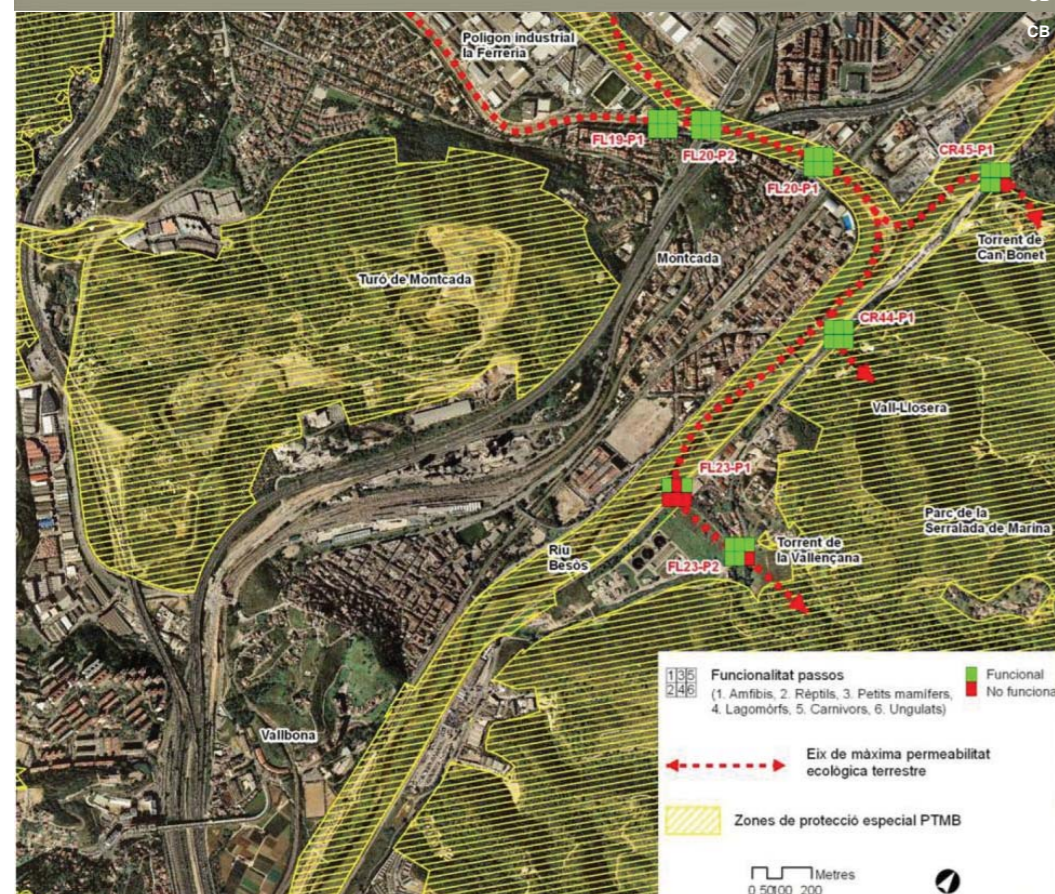 CB
Polígon industrial
la Ferreria
FL19-P1
FL20-P2
FL20-P1
CR45-P1
Torrent de
Can Bonet
Montcada
Turó de Montcada
CR44-P1
Vall-Llosera
FL23-P1
Parc de la
Serralada de Marina
Riu
Besòs
Torrent de
la Vallençana
FL23-P2
Vallbona
1 3 5
2 4 6
Funcionalitat passos
(1. Amfibis, 2. Rèptils, 3. Petits mamífers,
4. Lagomorfs, 5. Carnívors, 6. Ungulats)
Funcional
No funciona
Eix de màxima permeabilitat
ecològica terrestre
Zones de protecció especial PTMB
Metres
0 50100 200